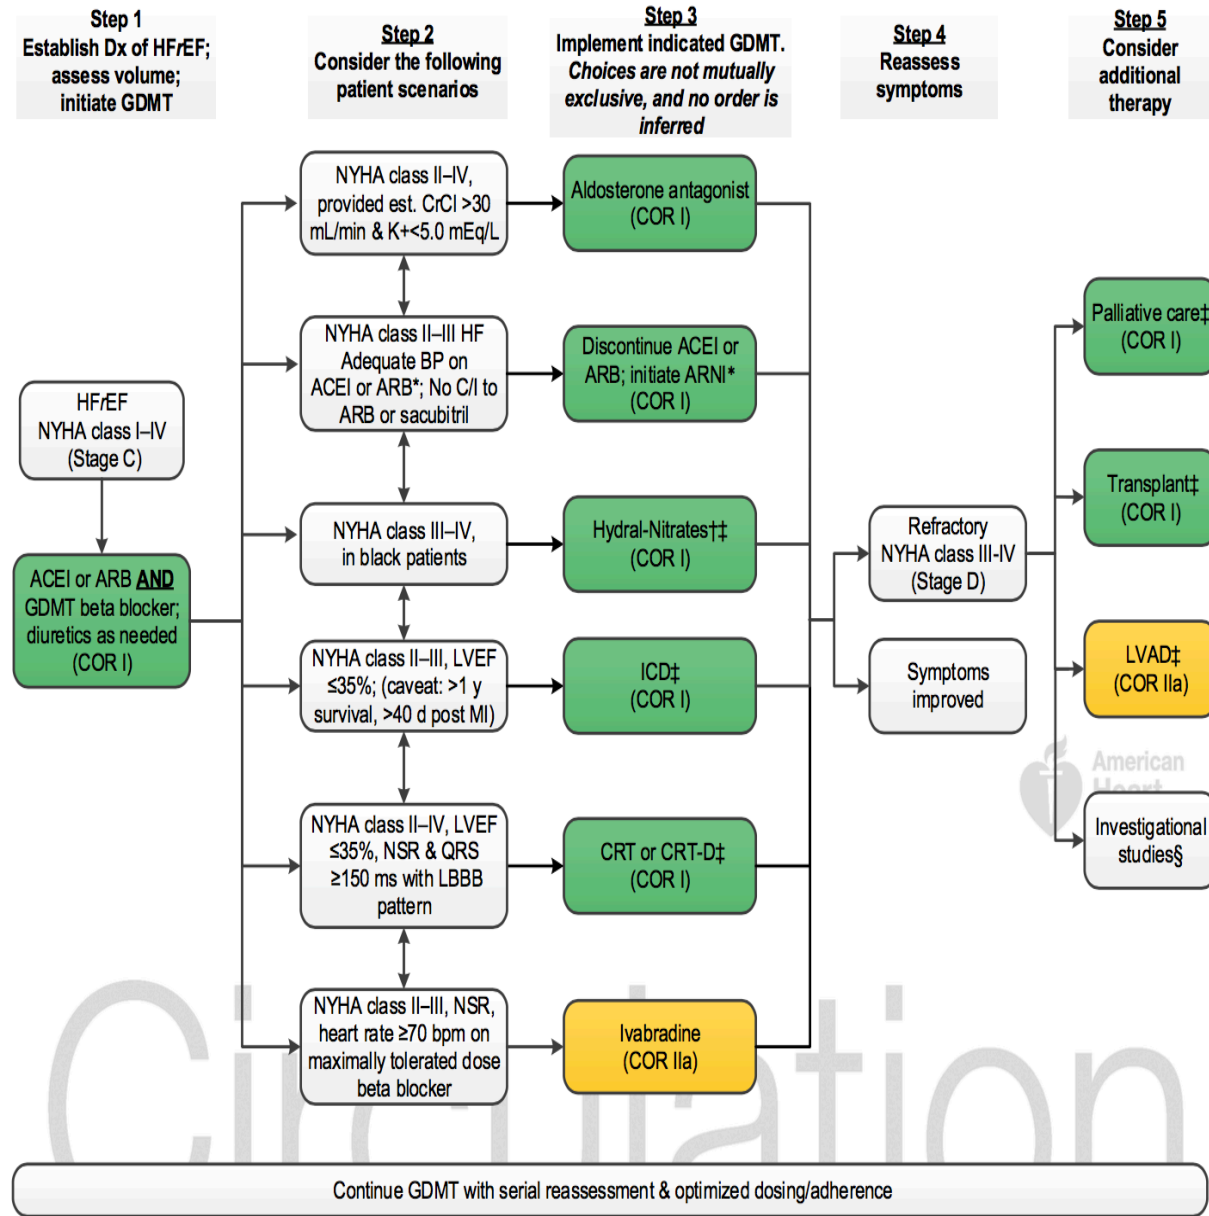 Step 1
Establish Dx of HFrEF;
assess volume;
initiate GDMT
Step 2
Consider the following
patient scenarios
Step 3
Implement indicated GDMT.
Choices are not mutually
exclusive, and no order is
inferred
Step 4
Reassess
symptoms
Step 5
Consider
additional
therapy
HFrEF
NYHA class I–IV
(Stage C)
ACEI or ARB AND
GDMT beta blocker;
diuretics as needed
(COR I)
NYHA class II–IV,
provided est. CrCl >30
mL/min & K+<5.0 mEq/L
Aldosterone antagonist
(COR I)
NYHA class II–III HF
Adequate BP on
ACEI or ARB*; No C/I to
ARB or sacubitril
Discontinue ACEI or
ARB; initiate ARNI*
(COR I)
NYHA class III–IV,
in black patients
Hydral-Nitrates†‡
(COR I)
NYHA class II–III, LVEF
≤35%; (caveat: >1 y
survival, >40 d post MI)
ICD‡
(COR I)
NYHA class II–IV, LVEF
≤35%, NSR & QRS
≥150 ms with LBBB
pattern
CRT or CRT-D‡
(COR I)
NYHA class II–III, NSR,
heart rate ≥70 bpm on
maximally tolerated dose
beta blocker
Ivabradine
(COR IIa)
Refractory
NYHA class III-IV
(Stage D)
Symptoms
improved
Palliative care‡
(COR I)
Transplant‡
(COR I)
LVAD‡
(COR IIa)
Investigational
studies§
American
Heart
Circulation
Continue GDMT with serial reassessment & optimized dosing/adherence